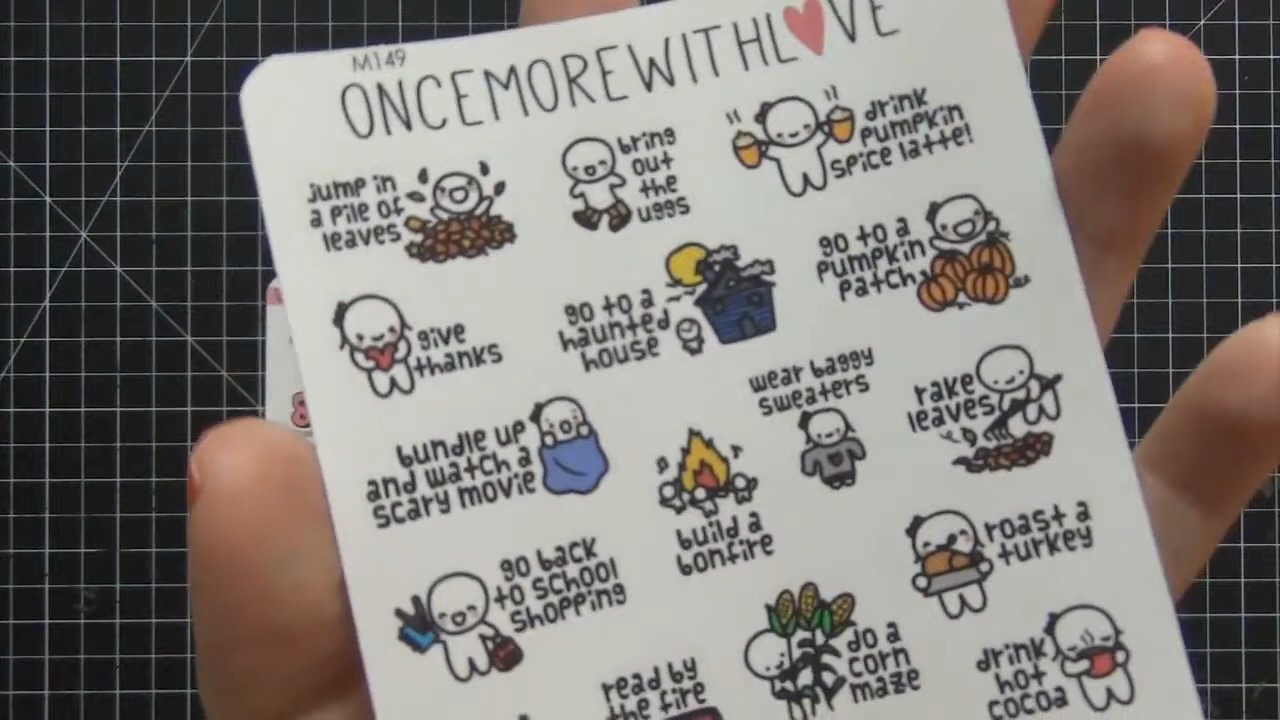 M149
ONCEMOREWITHLOVE
jump in
a pile of
leaves
bring
out
the
uggs
drink
pumpkin
spice latte!
give
thanks
go to a
haunted
house
go to a
pumpkin
patch
bundle up
and watch a
scary movie
build a
bonfire
wear baggy
sweaters
rake
leaves
go back
to school
shopping
roast a
turkey
read by
the fire
do a
corn
maze
drink
hot
cocoa